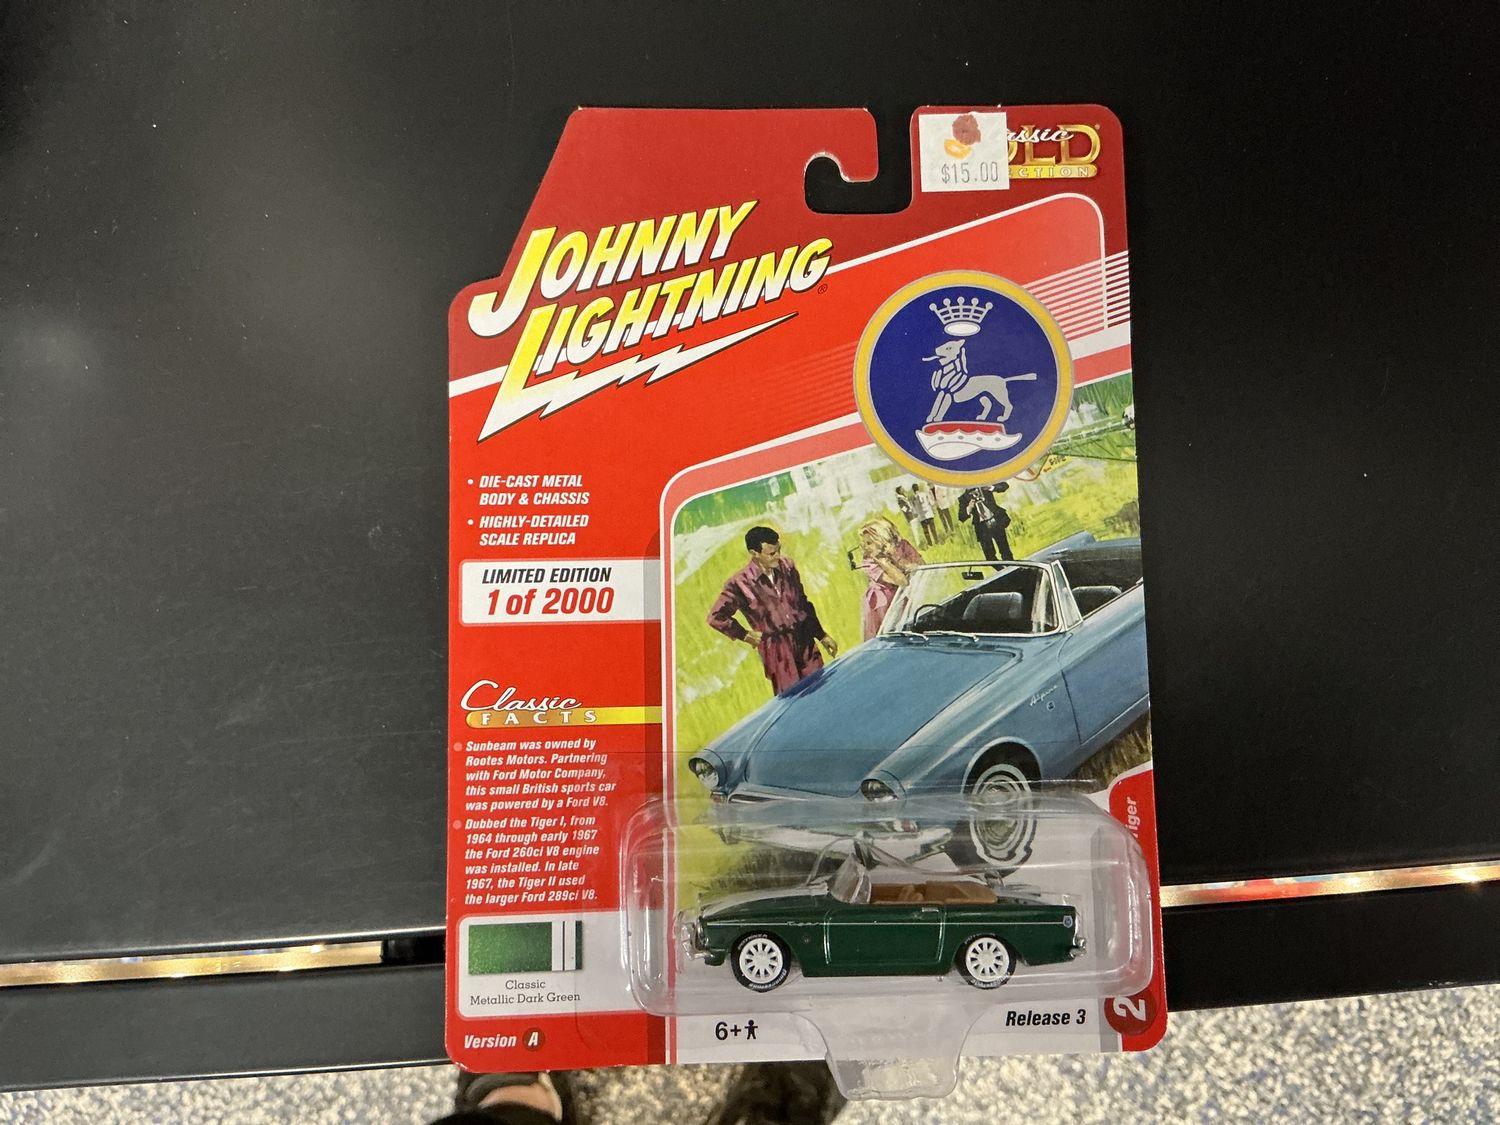 $15.00
JOHNNY
LIGHTNING®
• DIE-CAST METAL
BODY & CHASSIS
• HIGHLY-DETAILED
SCALE REPLICA
LIMITED EDITION
1 of 2000
Classic
FACTS
• Sunbeam was owned by
Rootes Motors. Partnering
with Ford Motor Company,
this small British sports car
was powered by a Ford V8.
• Dubbed the Tiger I, from
1964 through early 1967
the Ford 260ci V8 engine
was installed. In late
1967, the Tiger II used
the larger Ford 289ci V8.
Classic
Metallic Dark Green
Version A
Alpine
6+
Release 3
2